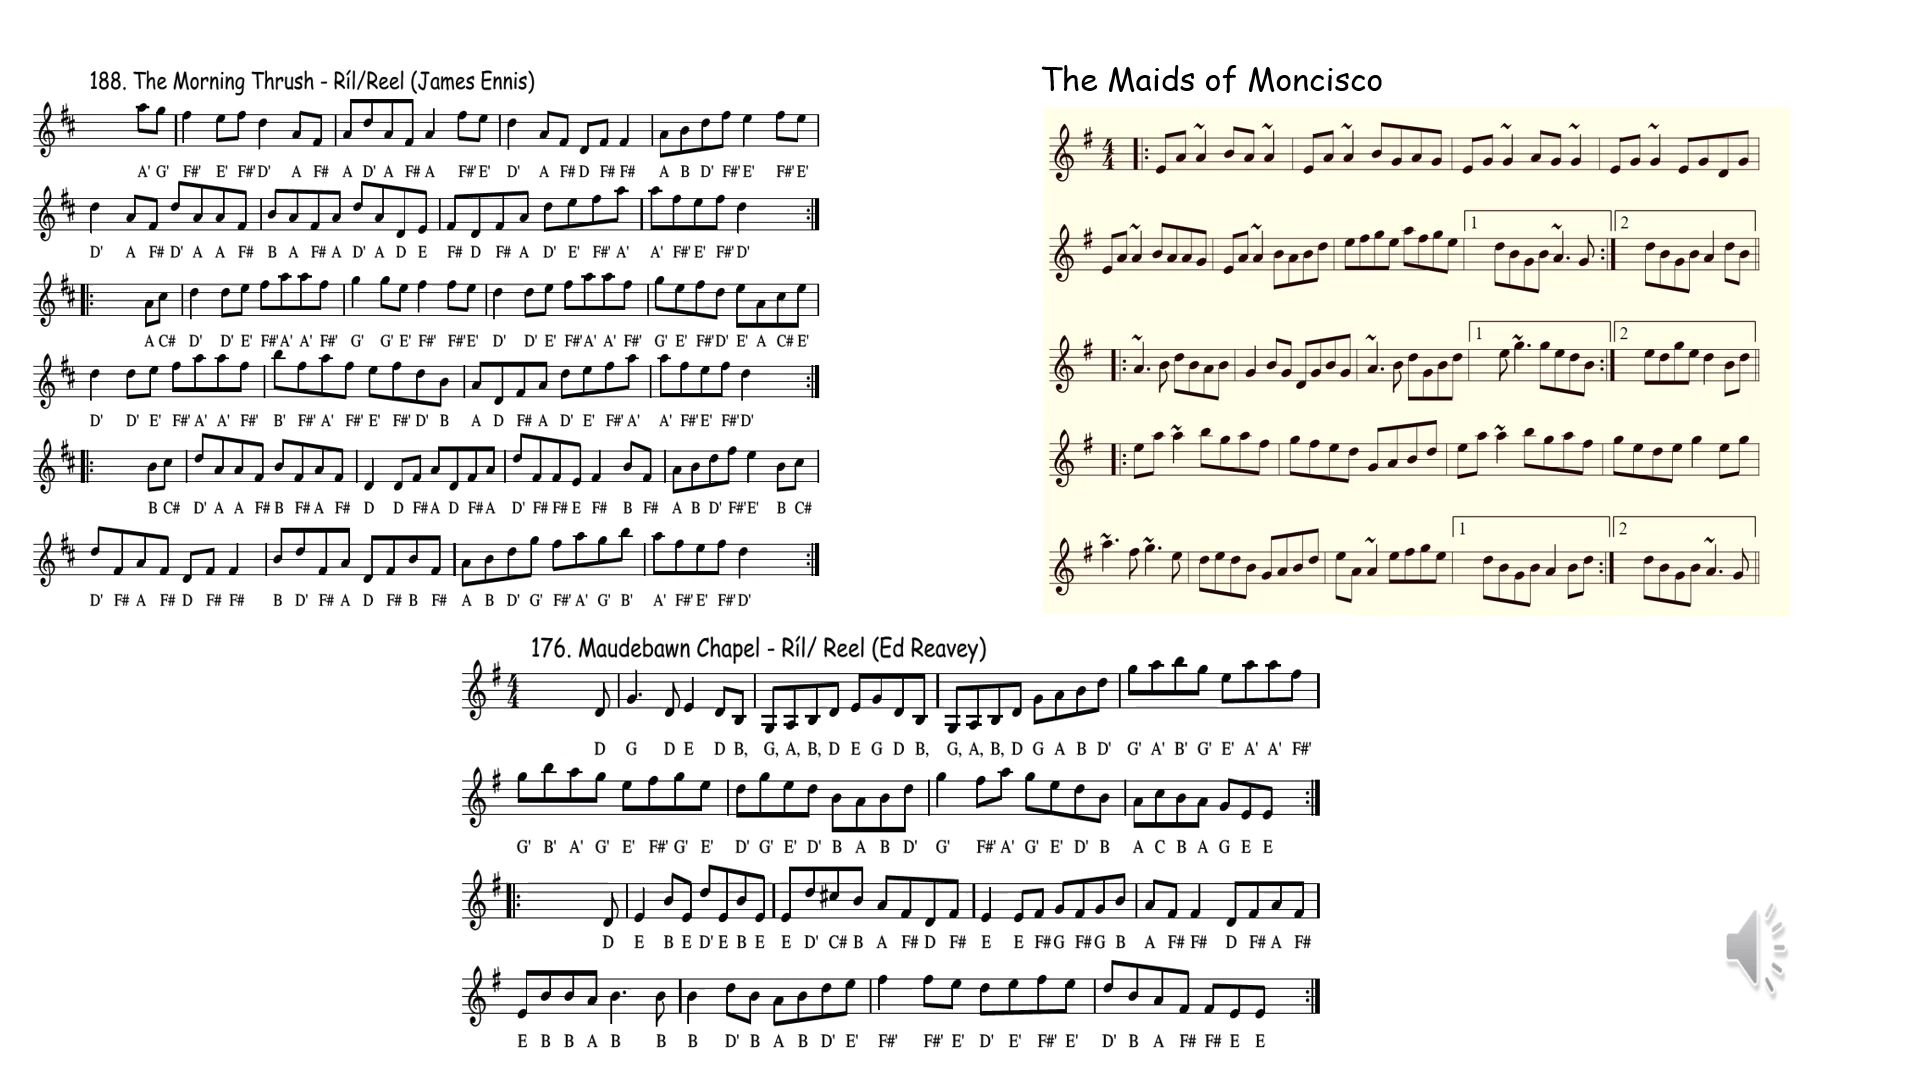 188. The Morning Thrush - Ríl/Reel (James Ennis)
A' G' F#' E' F#' D' A F# A D' A F# A F#' E' D' A F# D F# F# A B D' F#' E' F#' E'
D' A F# D' A A F# B A F# A D' A D E F# D F# A D' E' F#' A' A' F#' E' F#' D'
A C# D' D' E' F#' A' A' F#' G' G' E' F#' F#' E' D' D' E' F#' A' A' F#' G' E' F#' D' E' A C# E'
D' D' E' F#' A' A' F#' B' F#' A' F#' E' F#' D' B A D F# A D' E' F#' A' A' F#' E' F#' D'
B C# D' A A F# B F# A F# D D F# A D F# A D' F# F# E F# B F# A B D' F#' E' B C#
D' F# A F# D F# F# B D' F# A D F# B F# A B D' G' F#' A' G' B' A' F#' E' F#' D'
The Maids of Moncisco
4
4
1 2
1 2
1 2
176. Maudebawn Chapel - Ríl/ Reel (Ed Reavey)
4
4
D G D E D B, G, A, B, D E G D B, G, A, B, D G A B D' G' A' B' G' E' A' A' F#'
G' B' A' G' E' F#' G' E' D' G' E' D' B A B D' G' F#' A' G' E' D' B A C B A G E E
D E B E D' E B E E D' C# B A F# D F# E E F# G F# G B A F# F# D F# A F#
E B B A B B B D' B A B D' E' F#' F#' E' D' E' F#' E' D' B A F# F# E E